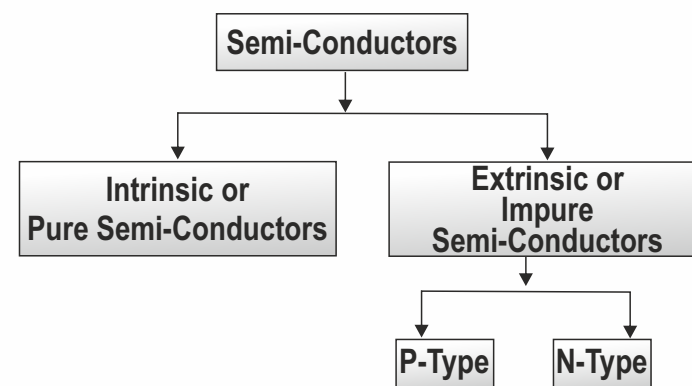 Semi-Conductors
Intrinsic or
Pure Semi-Conductors
Extrinsic or
Impure
Semi-Conductors
P-Type
N-Type